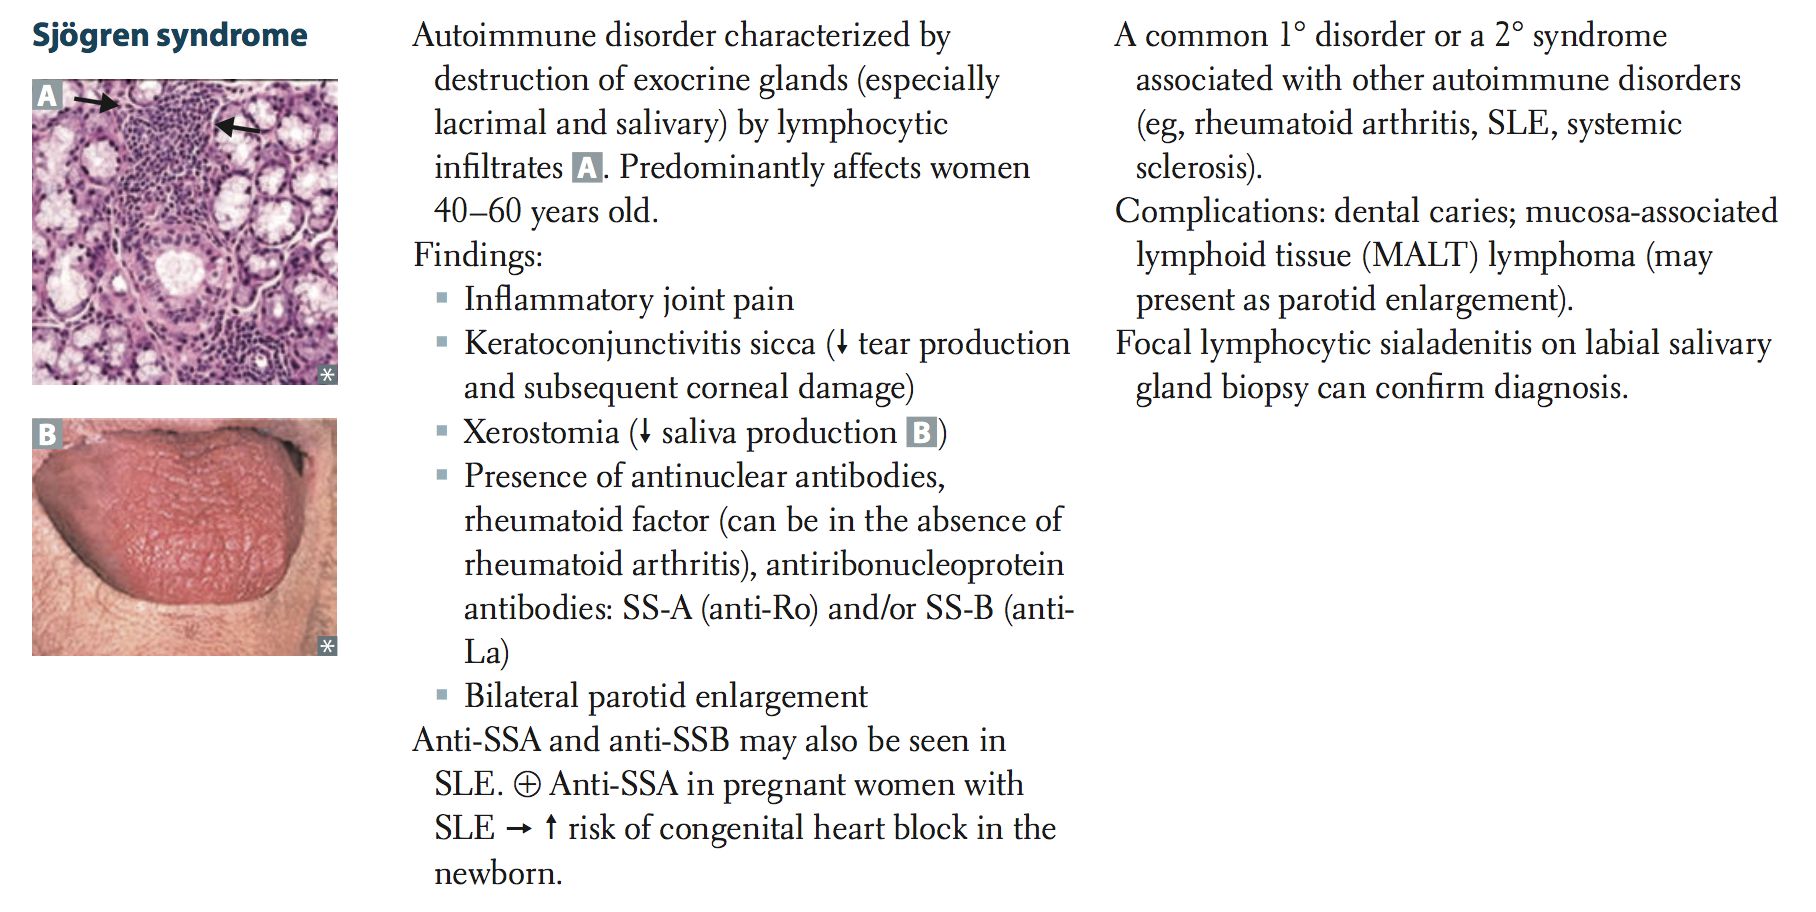 Sjögren syndrome
A
*
B
*
Autoimmune disorder characterized by
destruction of exocrine glands (especially
lacrimal and salivary) by lymphocytic
infiltrates A. Predominantly affects women
40–60 years old.
Findings:
▪ Inflammatory joint pain
▪ Keratoconjunctivitis sicca (↓ tear production
and subsequent corneal damage)
▪ Xerostomia (↓ saliva production B)
▪ Presence of antinuclear antibodies,
rheumatoid factor (can be in the absence of
rheumatoid arthritis), antiribonucleoprotein
antibodies: SS-A (anti-Ro) and/or SS-B (anti-
La)
▪ Bilateral parotid enlargement
Anti-SSA and anti-SSB may also be seen in
SLE. ⊕ Anti-SSA in pregnant women with
SLE → ↑ risk of congenital heart block in the
newborn.
A common 1° disorder or a 2° syndrome
associated with other autoimmune disorders
(eg, rheumatoid arthritis, SLE, systemic
sclerosis).
Complications: dental caries; mucosa-associated
lymphoid tissue (MALT) lymphoma (may
present as parotid enlargement).
Focal lymphocytic sialadenitis on labial salivary
gland biopsy can confirm diagnosis.